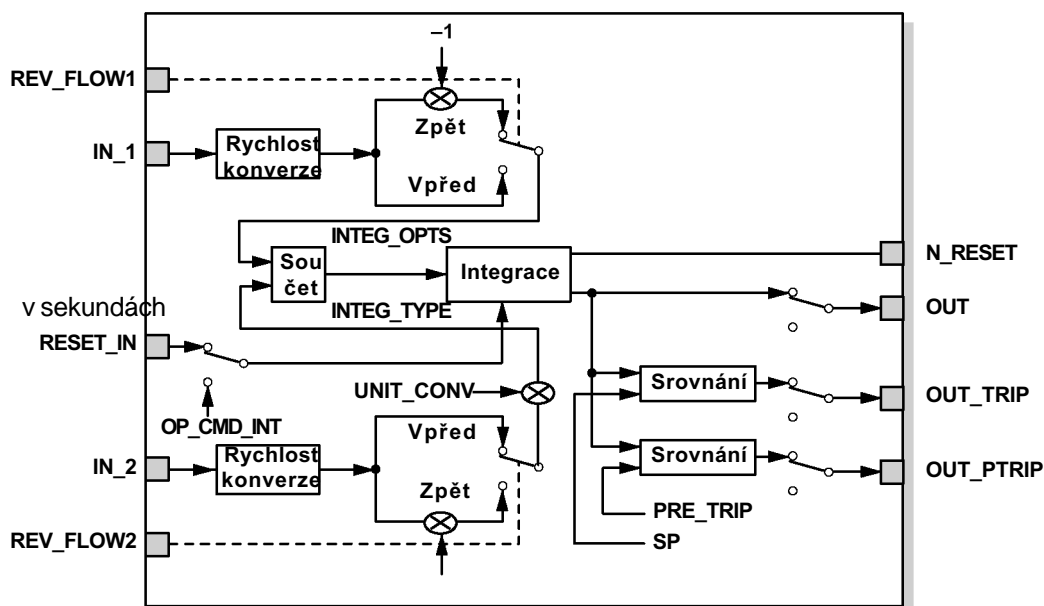 –1
REV_FLOW1
Zpět
IN_1
Rychlost
konverze
Vpřed
INTEG_OPTS
N_RESET
Sou
čet
Integrace
v sekundách
INTEG_TYPE
OUT
RESET_IN
Srovnání
UNIT_CONV
OUT_TRIP
OP_CMD_INT
Vpřed
IN_2
Rychlost
konverze
Srovnání
OUT_PTRIP
Zpět
PRE_TRIP
REV_FLOW2
SP